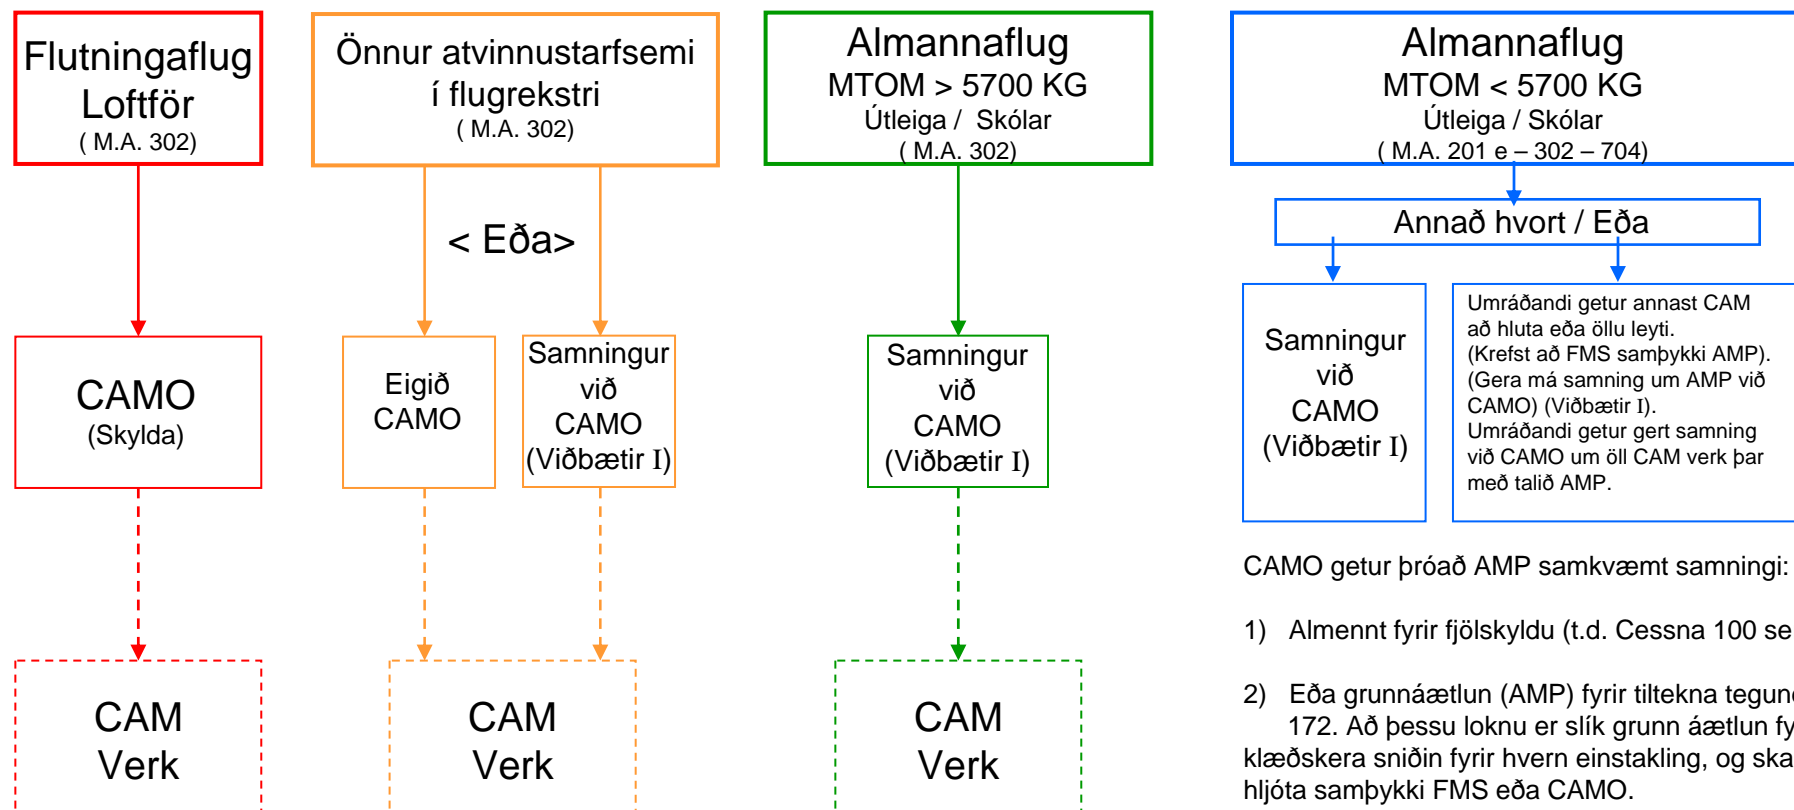 Flutningaflug
Loftför
( M.A. 302)
Önnur atvinnustarfsemi
í flugrekstri
( M.A. 302)
Almannaflug
MTOM > 5700 KG
Útleiga / Skólar
( M.A. 302)
Almannaflug
MTOM < 5700 KG
Útleiga / Skólar
( M.A. 201 e – 302 – 704)
< Eða>
Annað hvort / Eða
CAMO
(Skylda)
Eigið
CAMO
Samningur
við
CAMO
(Viðbætir I)
Samningur
við
CAMO
(Viðbætir I)
Samningur
við
CAMO
(Viðbætir I)
Umráðandi getur annast CAM
að hluta eða öllu leyti.
(Krefst að FMS samþykki AMP).
(Gera má samning um AMP við
CAMO) (Viðbætir I).
Umráðandi getur gert samning
við CAMO um öll CAM verk þar
með talið AMP.
CAM
Verk
CAM
Verk
CAM
Verk
CAMO getur þróað AMP samkvæmt samningi:
1) Almennt fyrir fjölskyldu (t.d. Cessna 100 se
2) Eða grunnáætlun (AMP) fyrir tiltekna tegun
172. Að þessu loknu er slík grunn áætlun fy
klæðskera sniðin fyrir hvern einstakling, og ska
hljóta samþykki FMS eða CAMO.